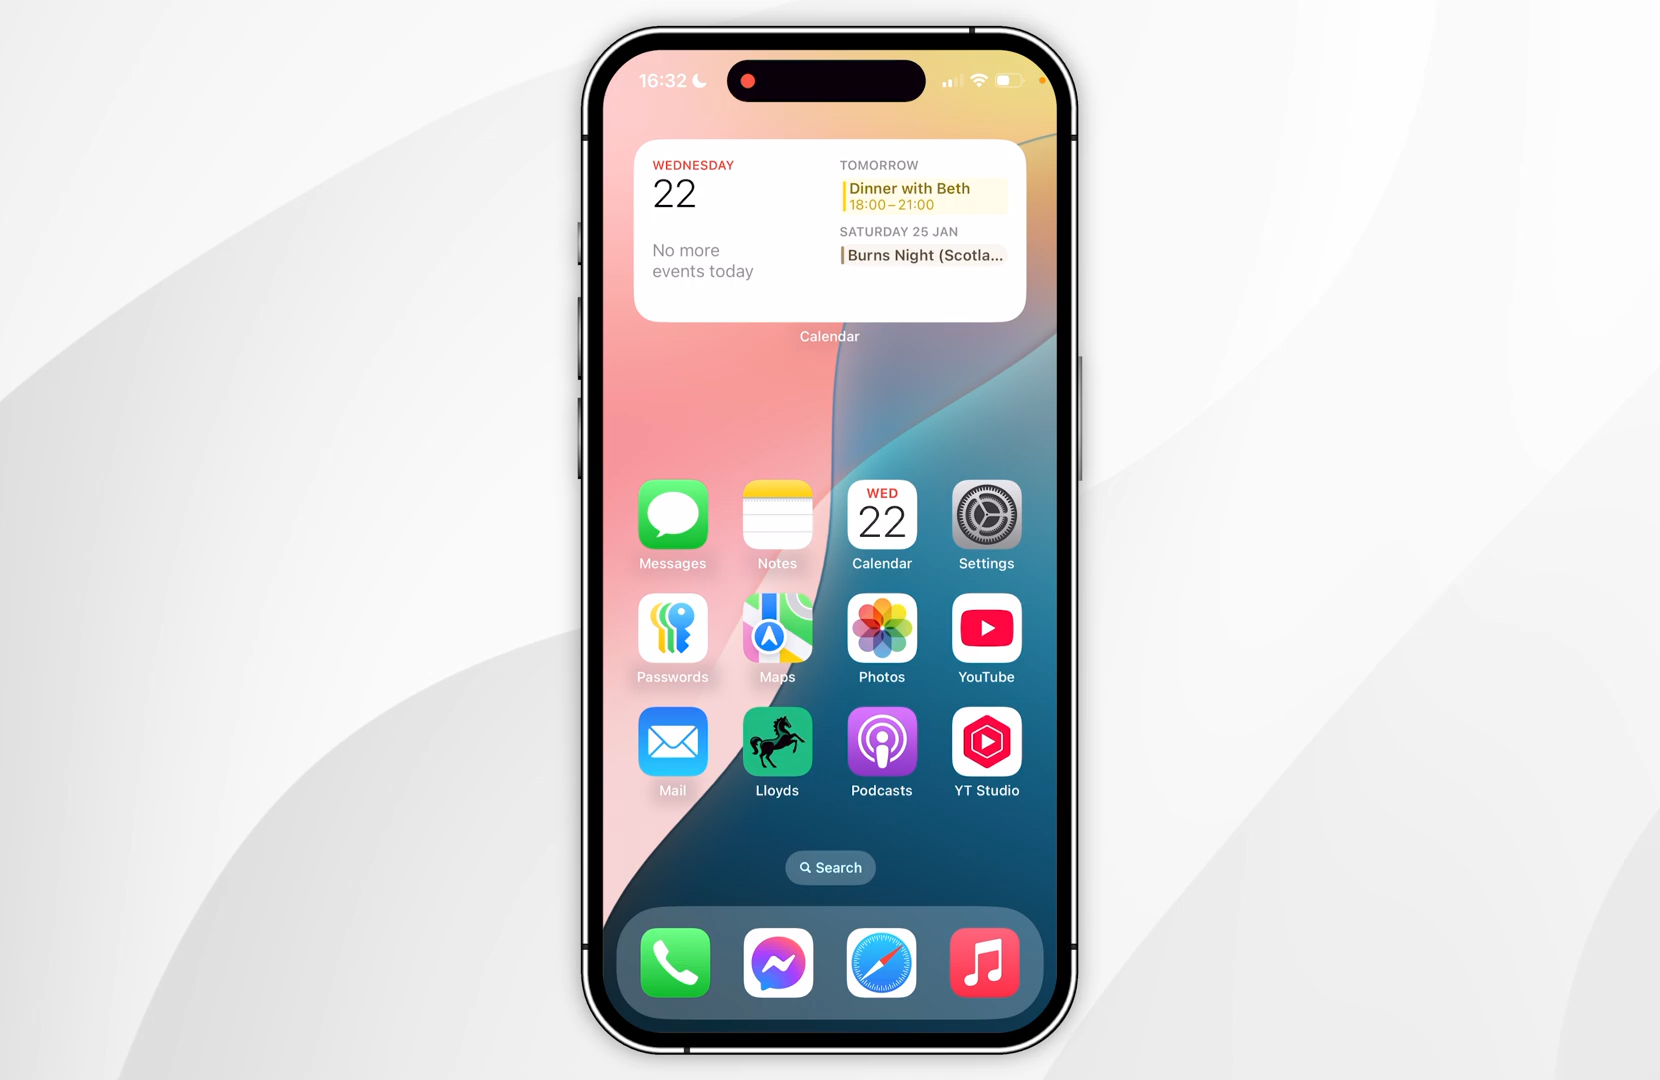 16:32
WEDNESDAY
22
No more
events today
TOMORROW
Dinner with Beth
18:00–21:00
SATURDAY 25 JAN
Burns Night (Scotla...
Calendar
WED
22
Messages
Notes
Calendar
Settings
Passwords
Maps
Photos
YouTube
Mail
Lloyds
Podcasts
YT Studio
Search